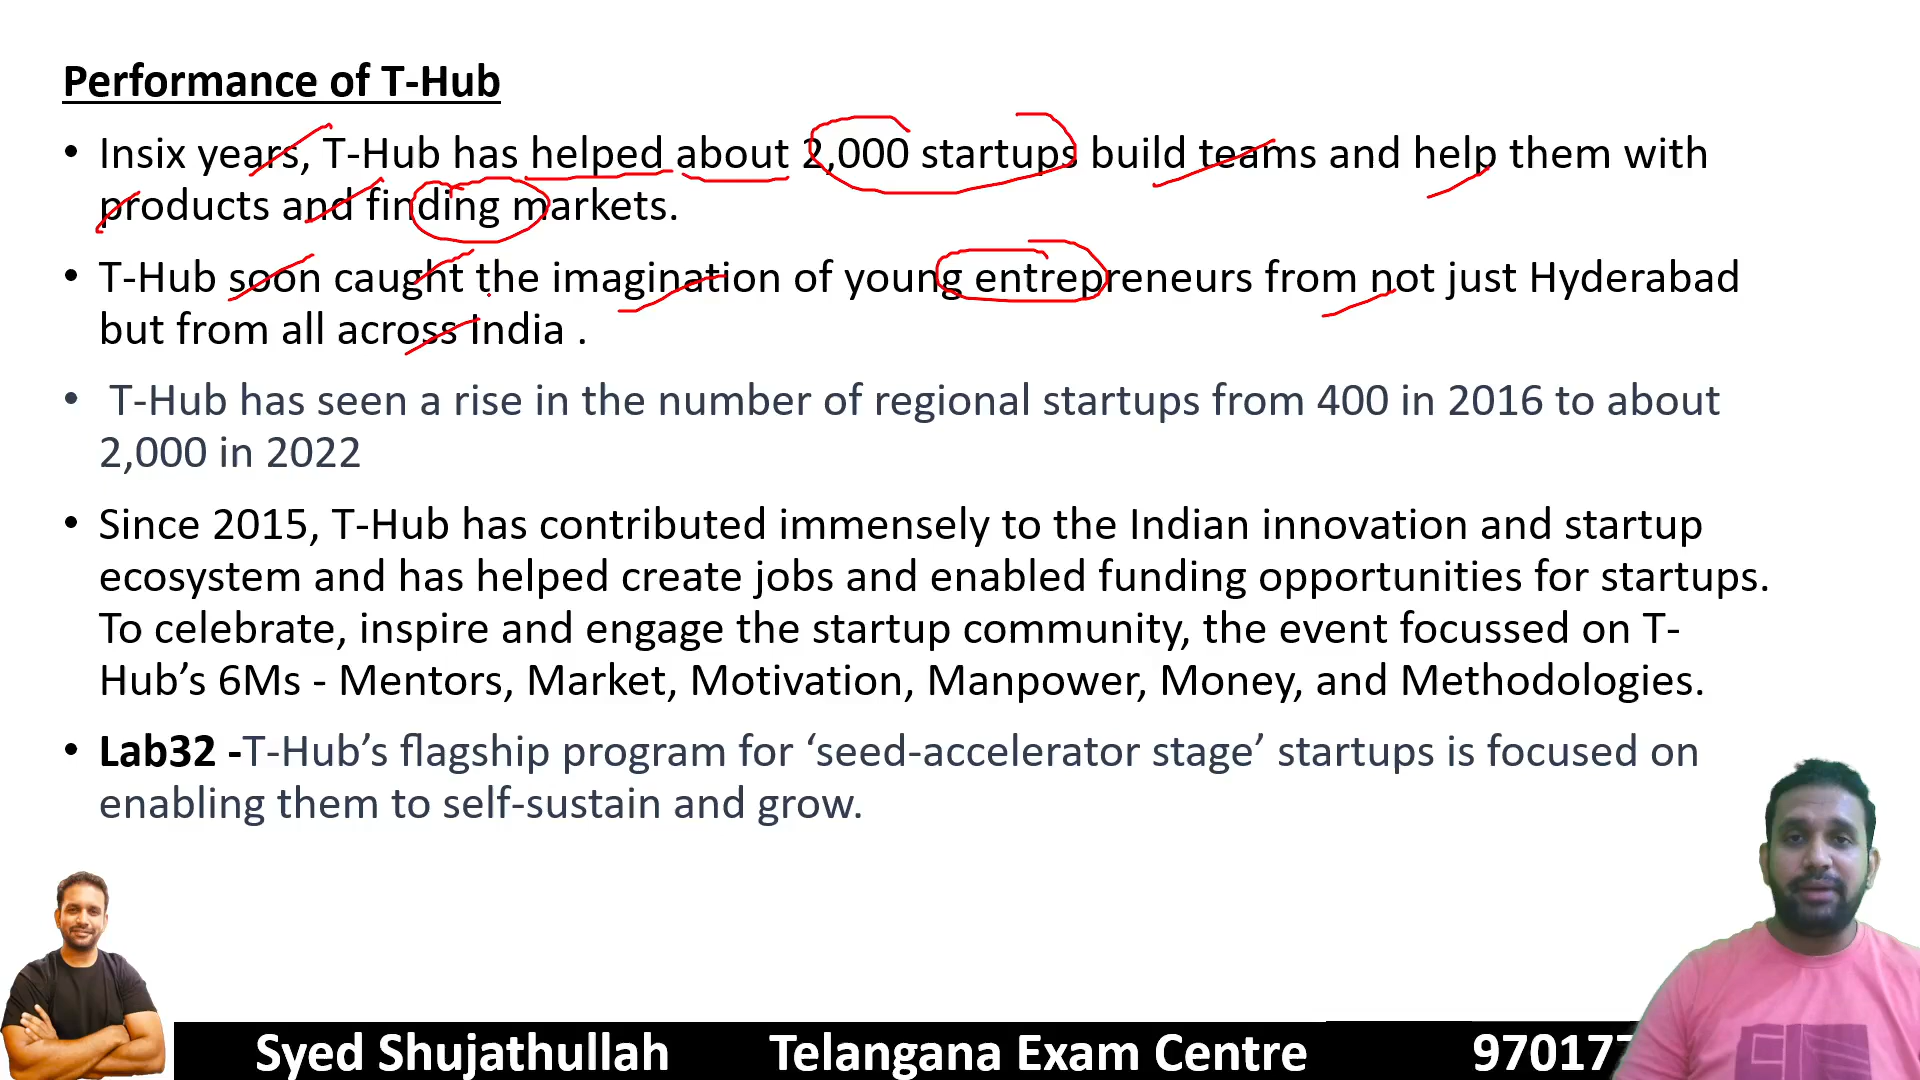 Performance of T-Hub
• Insix years, T-Hub has helped about 2,000 startups build teams and help them with
products and finding markets.
• T-Hub soon caught the imagination of young entrepreneurs from not just Hyderabad
but from all across India .
• T-Hub has seen a rise in the number of regional startups from 400 in 2016 to about
2,000 in 2022
• Since 2015, T-Hub has contributed immensely to the Indian innovation and startup
ecosystem and has helped create jobs and enabled funding opportunities for startups.
To celebrate, inspire and engage the startup community, the event focussed on T-
Hub’s 6Ms - Mentors, Market, Motivation, Manpower, Money, and Methodologies.
• Lab32 -T-Hub’s flagship program for ‘seed-accelerator stage’ startups is focused on
enabling them to self-sustain and grow.
Syed Shujathullah Telangana Exam Centre 97017